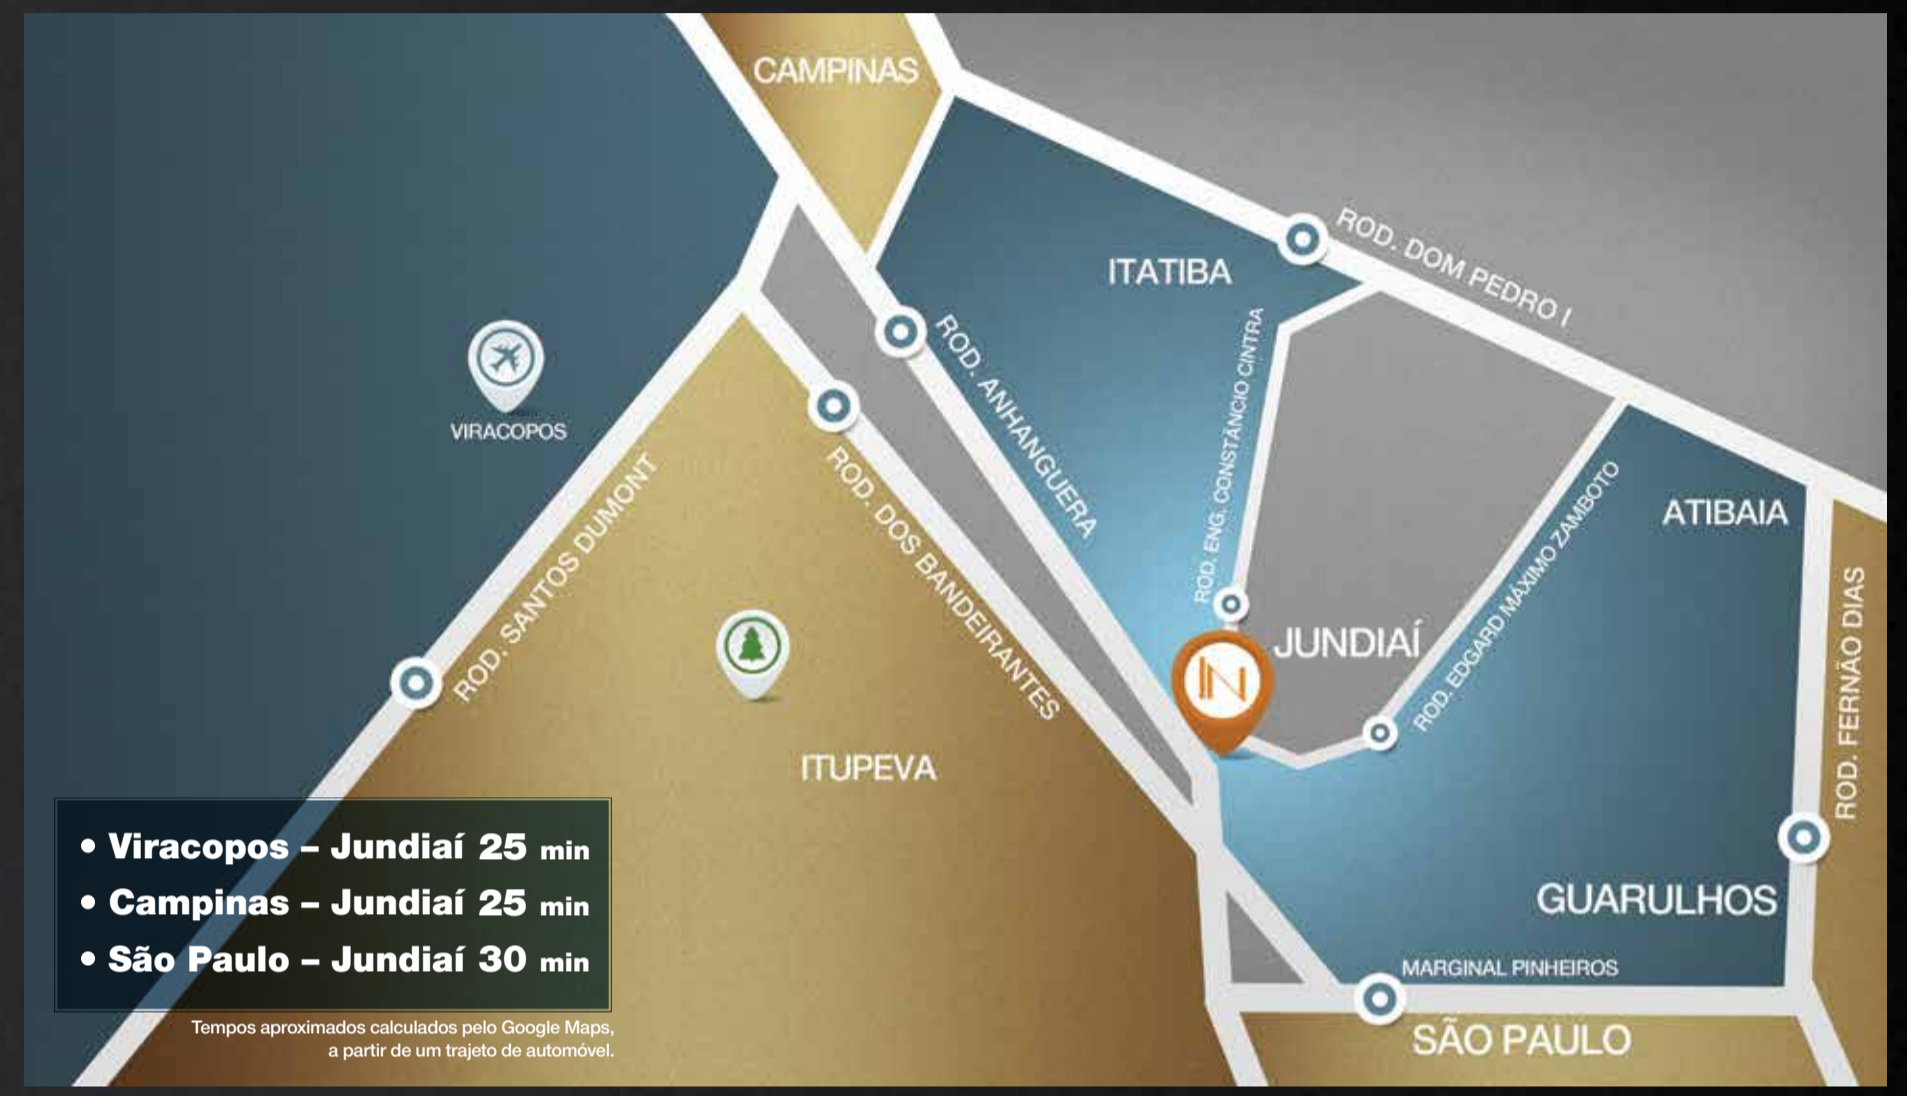 CAMPINAS
ROD. DOM PEDRO I
ITATIBA
ROD. ENG. CONSTÂNCIO CINTRA
ROD. ANHANGUERA
VIRACOPOS
ROD. SANTOS DUMONT
ROD. DOS BANDEIRANTES
ATIBAIA
ROD. EDGARD MÁXIMO ZAMBOTO
ROD. FERNÃO DIAS
JUNDIAÍ
IN
ITUPEVA
• Viracopos – Jundiaí 25 min
• Campinas – Jundiaí 25 min
• São Paulo – Jundiaí 30 min
Tempos aproximados calculados pelo Google Maps,
a partir de um trajeto de automóvel.
GUARULHOS
MARGINAL PINHEIROS
SÃO PAULO